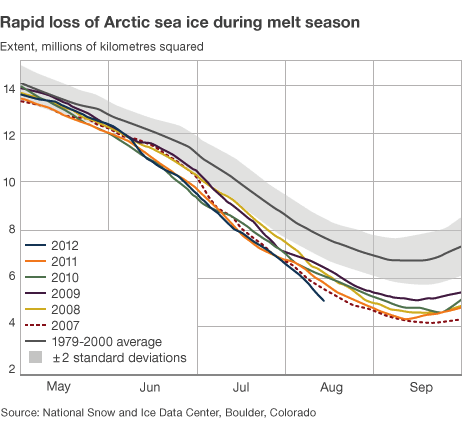 Rapid loss of Arctic sea ice during melt season
Extent, millions of kilometres squared
14
12
10
8
6
4
2
2012
2011
2010
2009
2008
2007
1979-2000 average
±2 standard deviations
May Jun Jul Aug Sep
Source: National Snow and Ice Data Center, Boulder, Colorado